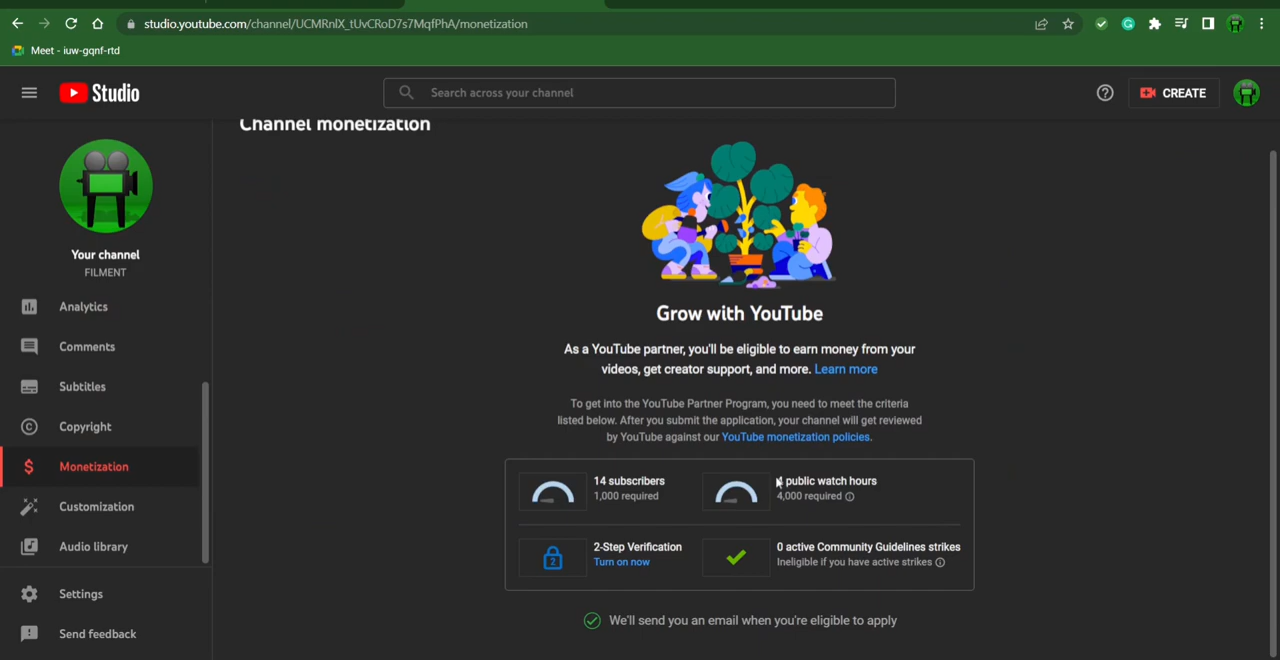 studio.youtube.com/channel/UCMRnlX_tUvCRoD7s7MqfPhA/monetization
Meet - iuw-gqnf-rtd
Studio
Search across your channel
CREATE
Channel monetization
Your channel
FILMENT
Analytics
Comments
Subtitles
Copyright
Monetization
Customization
Audio library
Settings
Send feedback
Grow with YouTube
As a YouTube partner, you'll be eligible to earn money from your
videos, get creator support, and more. Learn more
To get into the YouTube Partner Program, you need to meet the criteria
listed below. After you submit the application, your channel will get reviewed
by YouTube against our YouTube monetization policies.
14 subscribers
1,000 required
public watch hours
4,000 required
2
2-Step Verification
Turn on now
0 active Community Guidelines strikes
Ineligible if you have active strikes
We'll send you an email when you're eligible to apply